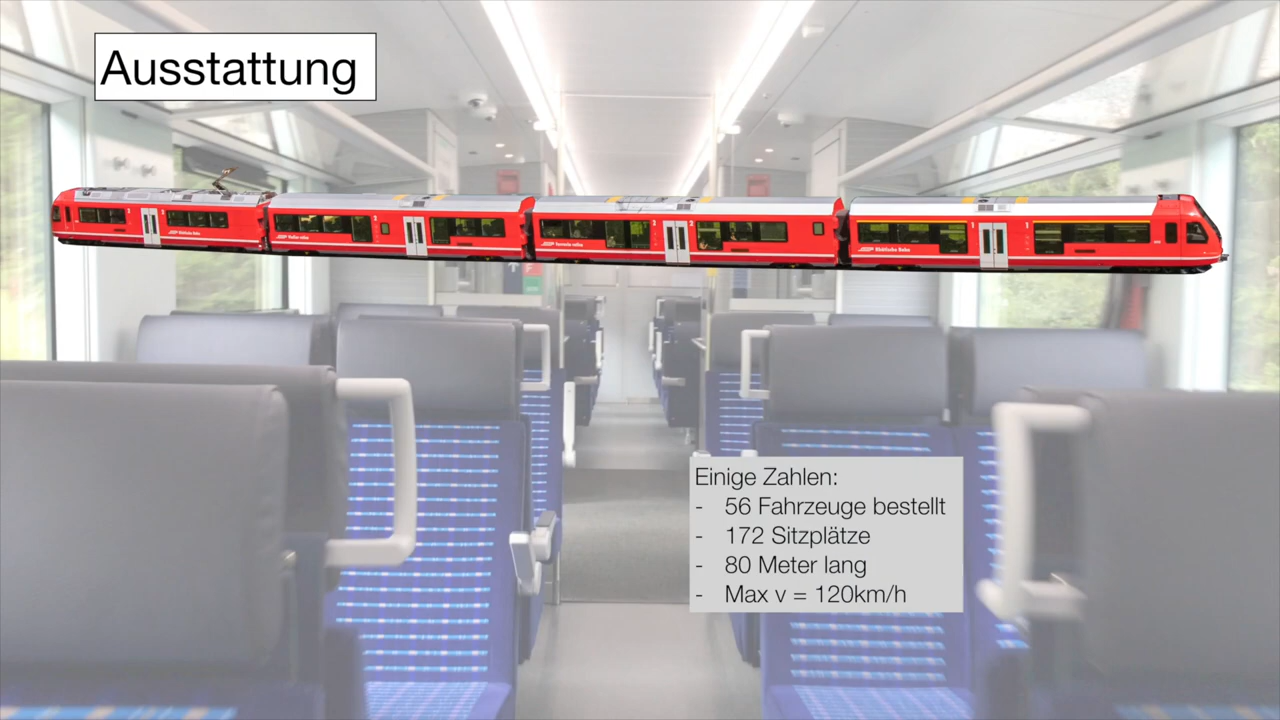 Ausstattung
Einige Zahlen:
- 56 Fahrzeuge bestellt
- 172 Sitzplätze
- 80 Meter lang
- Max v = 120km/h